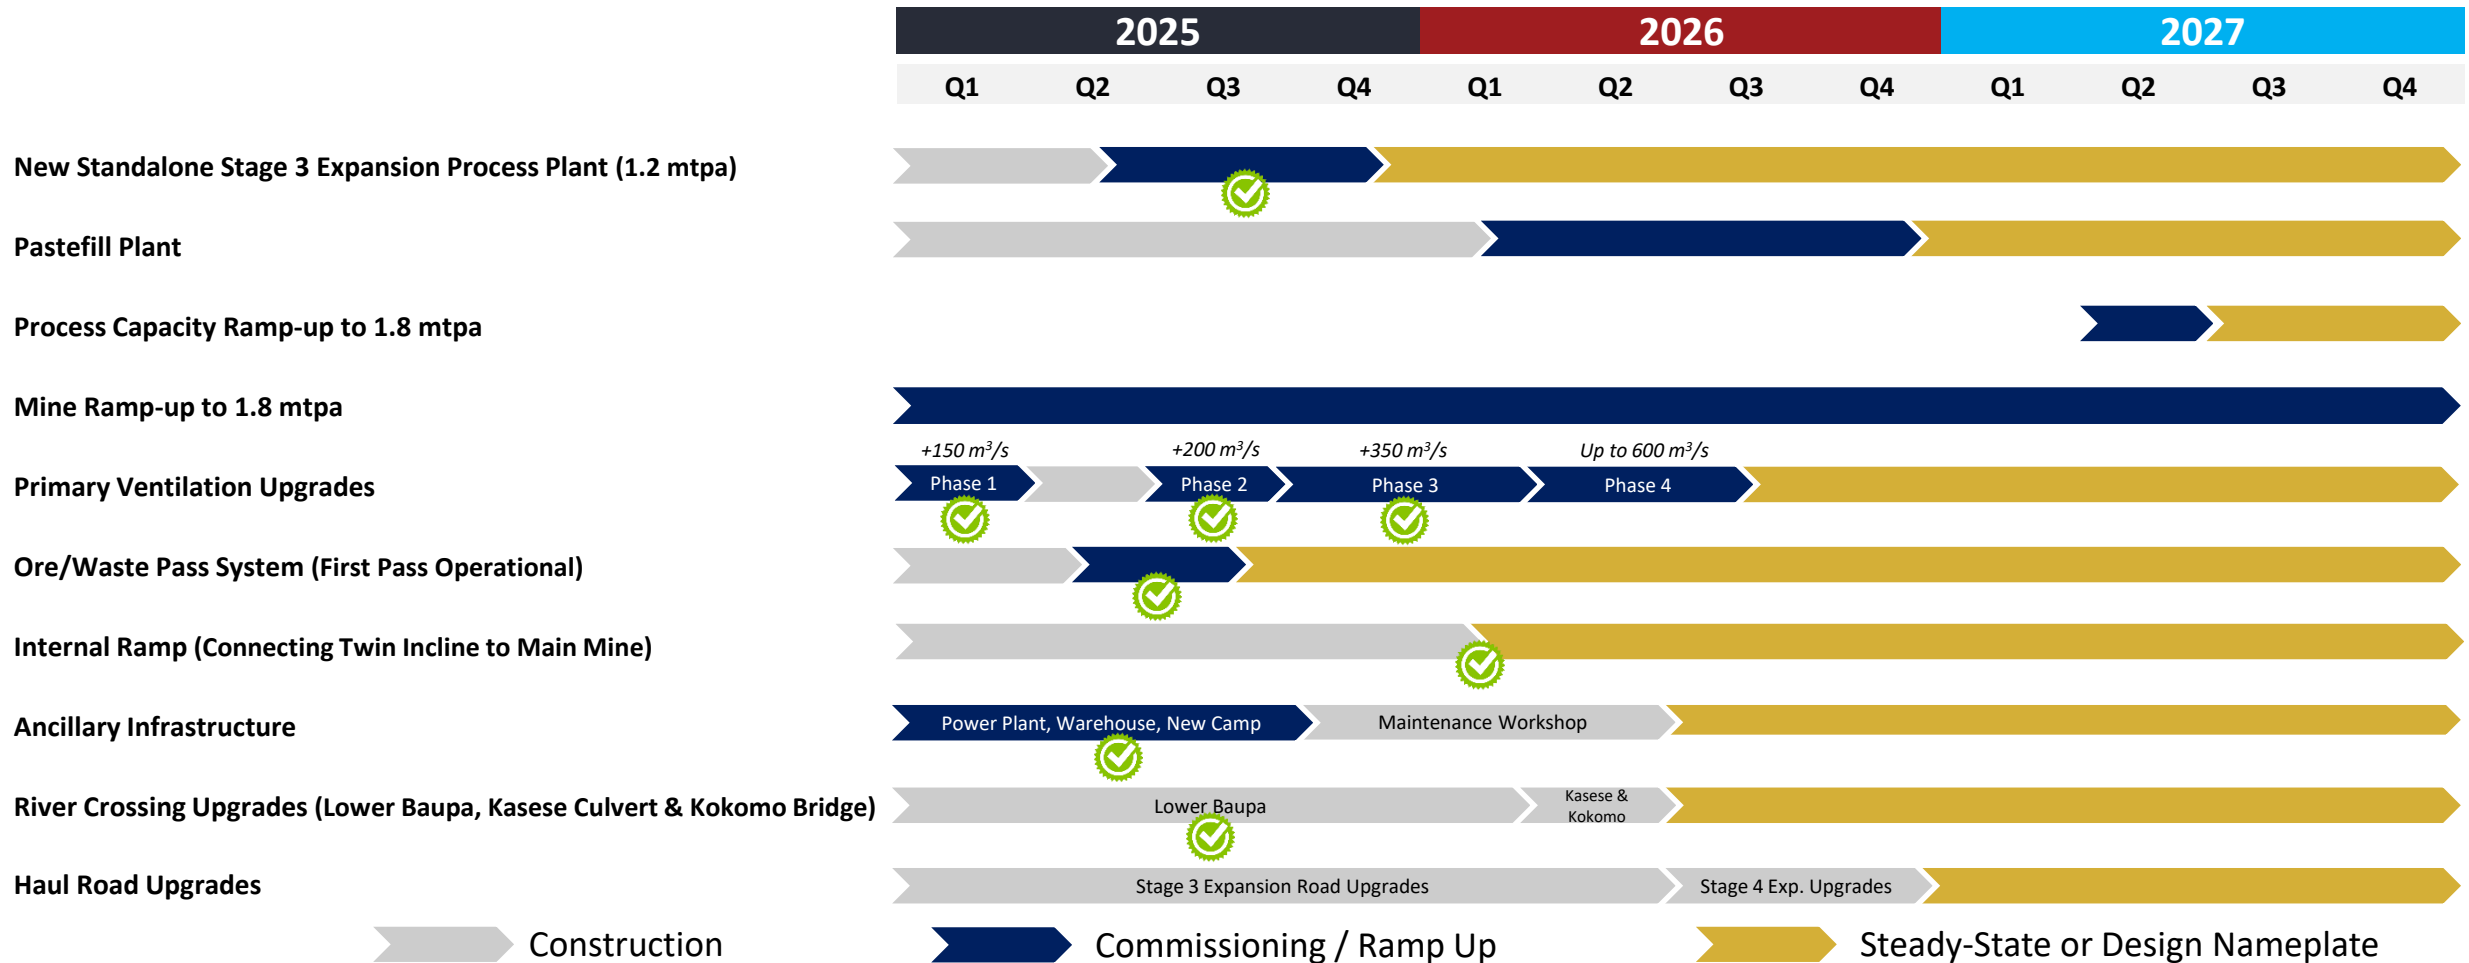 2025 2026 2027
Q1 Q2 Q3 Q4 Q1 Q2 Q3 Q4 Q1 Q2 Q3 Q4
New Standalone Stage 3 Expansion Process Plant (1.2 mtpa)
Pastefill Plant
Process Capacity Ramp-up to 1.8 mtpa
Mine Ramp-up to 1.8 mtpa
+150 m³/s +200 m³/s +350 m³/s Up to 600 m³/s
Primary Ventilation Upgrades Phase 1 Phase 2 Phase 3 Phase 4
Ore/Waste Pass System (First Pass Operational)
Internal Ramp (Connecting Twin Incline to Main Mine)
Ancillary Infrastructure Power Plant, Warehouse, New Camp Maintenance Workshop
River Crossing Upgrades (Lower Baupa, Kasese Culvert & Kokomo Bridge) Lower Baupa Kasese &
Kokomo
Haul Road Upgrades Stage 3 Expansion Road Upgrades Stage 4 Exp. Upgrades
Construction Commissioning / Ramp Up Steady-State or Design Nameplate